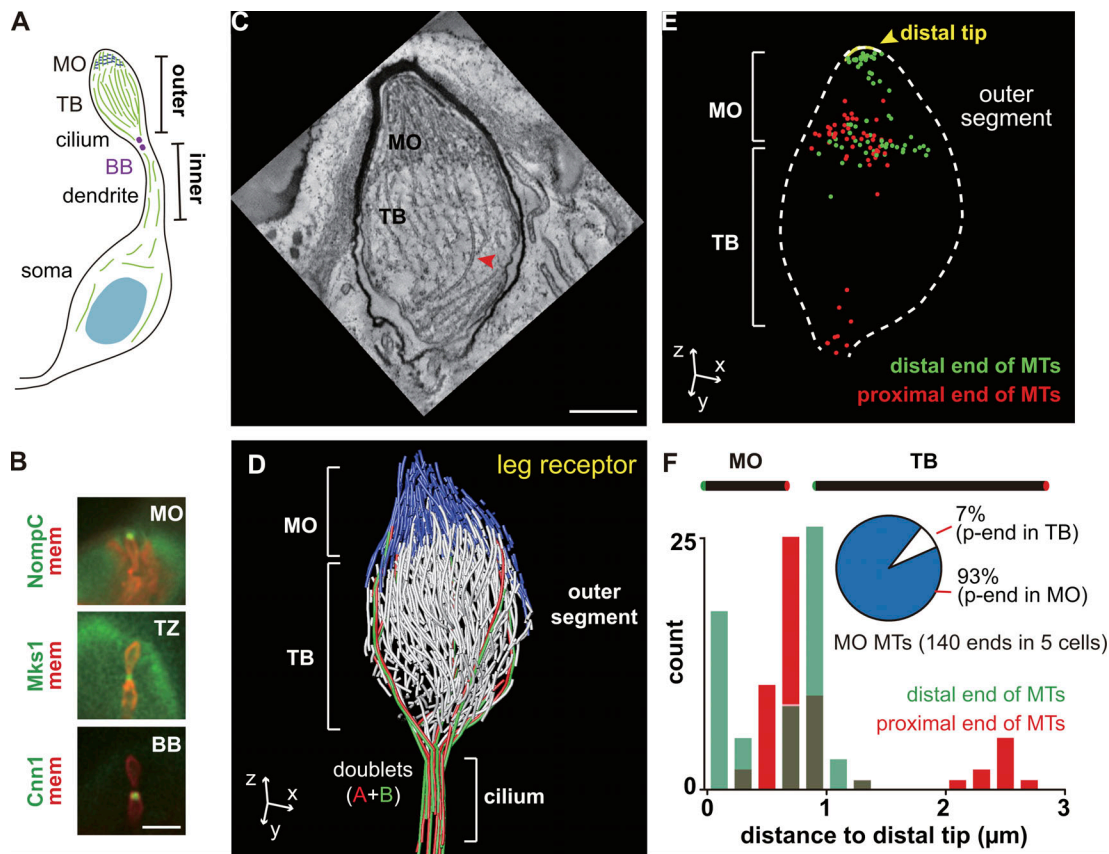 A
MO
TB
cilium
BB
dendrite
soma
outer
inner
B
NompC
mem
MO
Mks1
mem
TZ
Cnn1
mem
BB
C
MO
TB
D
leg receptor
MO
TB
outer
segment
doublets
(A+B)
cilium
z
x
y
E
distal tip
MO
TB
outer
segment
z
x
y
distal end of MTs
proximal end of MTs
F
MO
TB
25
0
count
7%
(p-end in TB)
93%
(p-end in MO)
MO MTs (140 ends in 5 cells)
distal end of MTs
proximal end of MTs
0
1
2
3
distance to distal tip (μm)